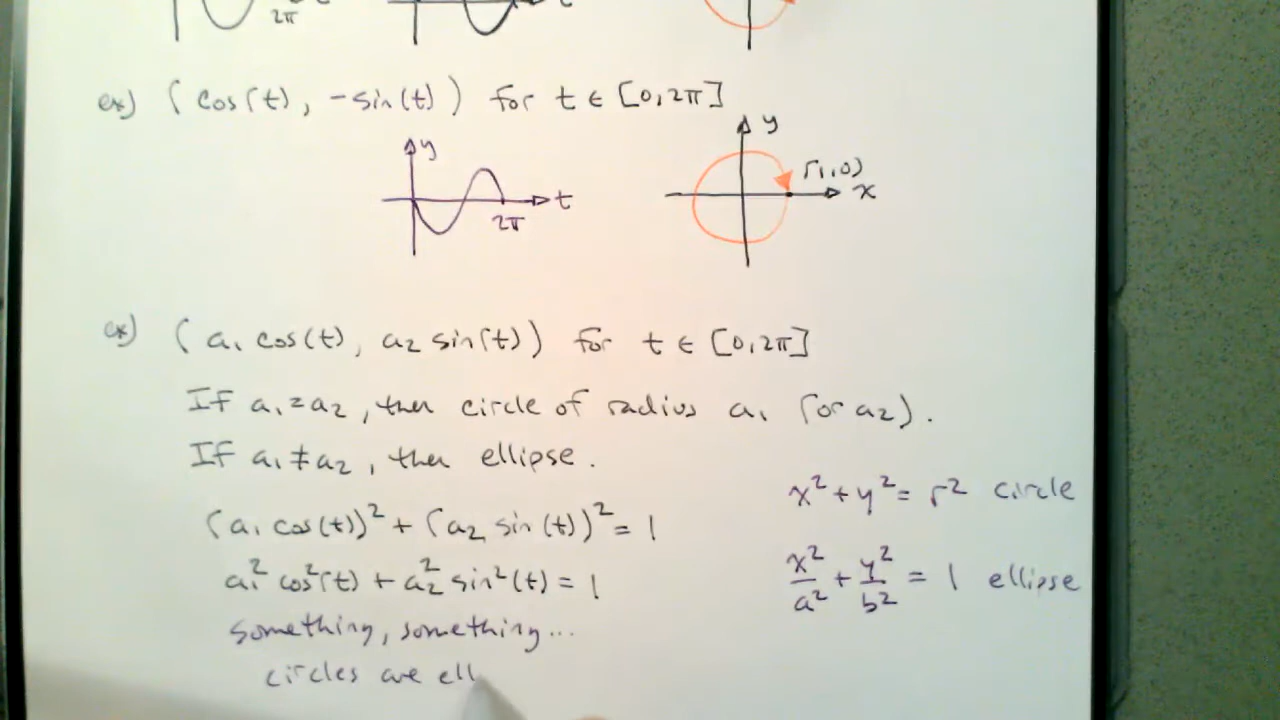 2π t t
ex) (cos(t), -sin(t)) for t ∈ [0, 2π]
y t 2π
y (1,0) x
ex) (a₁ cos(t), a₂ sin(t)) for t ∈ [0, 2π]
If a₁ = a₂, then circle of radius a₁ (or a₂).
If a₁ ≠ a₂, then ellipse.
x² + y² = r² circle
(a₁ cos(t))² + (a₂ sin(t))² = 1
x²/a² + y²/b² = 1 ellipse
a₁² cos²(t) + a₂² sin²(t) = 1
something, something...
circles are ell